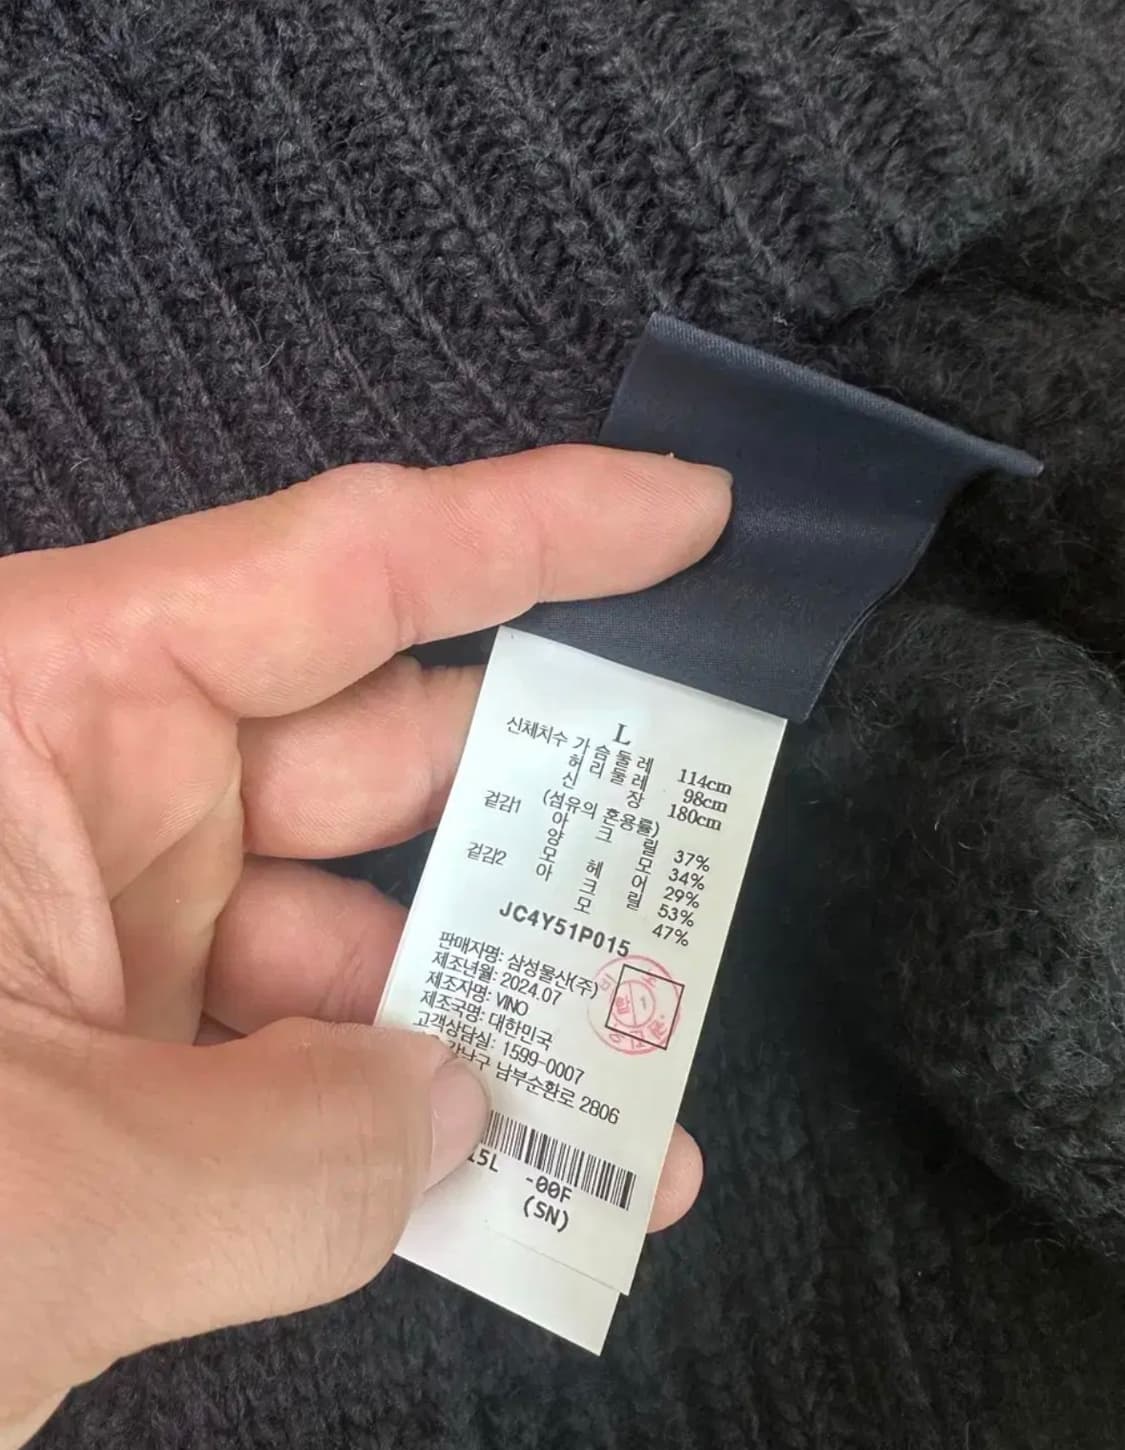 L
신체치수 가슴둘레 114cm
허리둘레 98cm
신장 180cm
(섬유의 혼용률)
겉감1 아크릴 37%
양모 34%
모헤어 29%
겉감2 아크릴 53%
모 47%
JC4Y51P015
판매자명: 삼성물산(주)
제조년월: 2024.07
제조자명: VINO
제조국명: 대한민국
고객상담실: 1599-0007
강남구 남부순환로 2806
15L -00F
(SN)